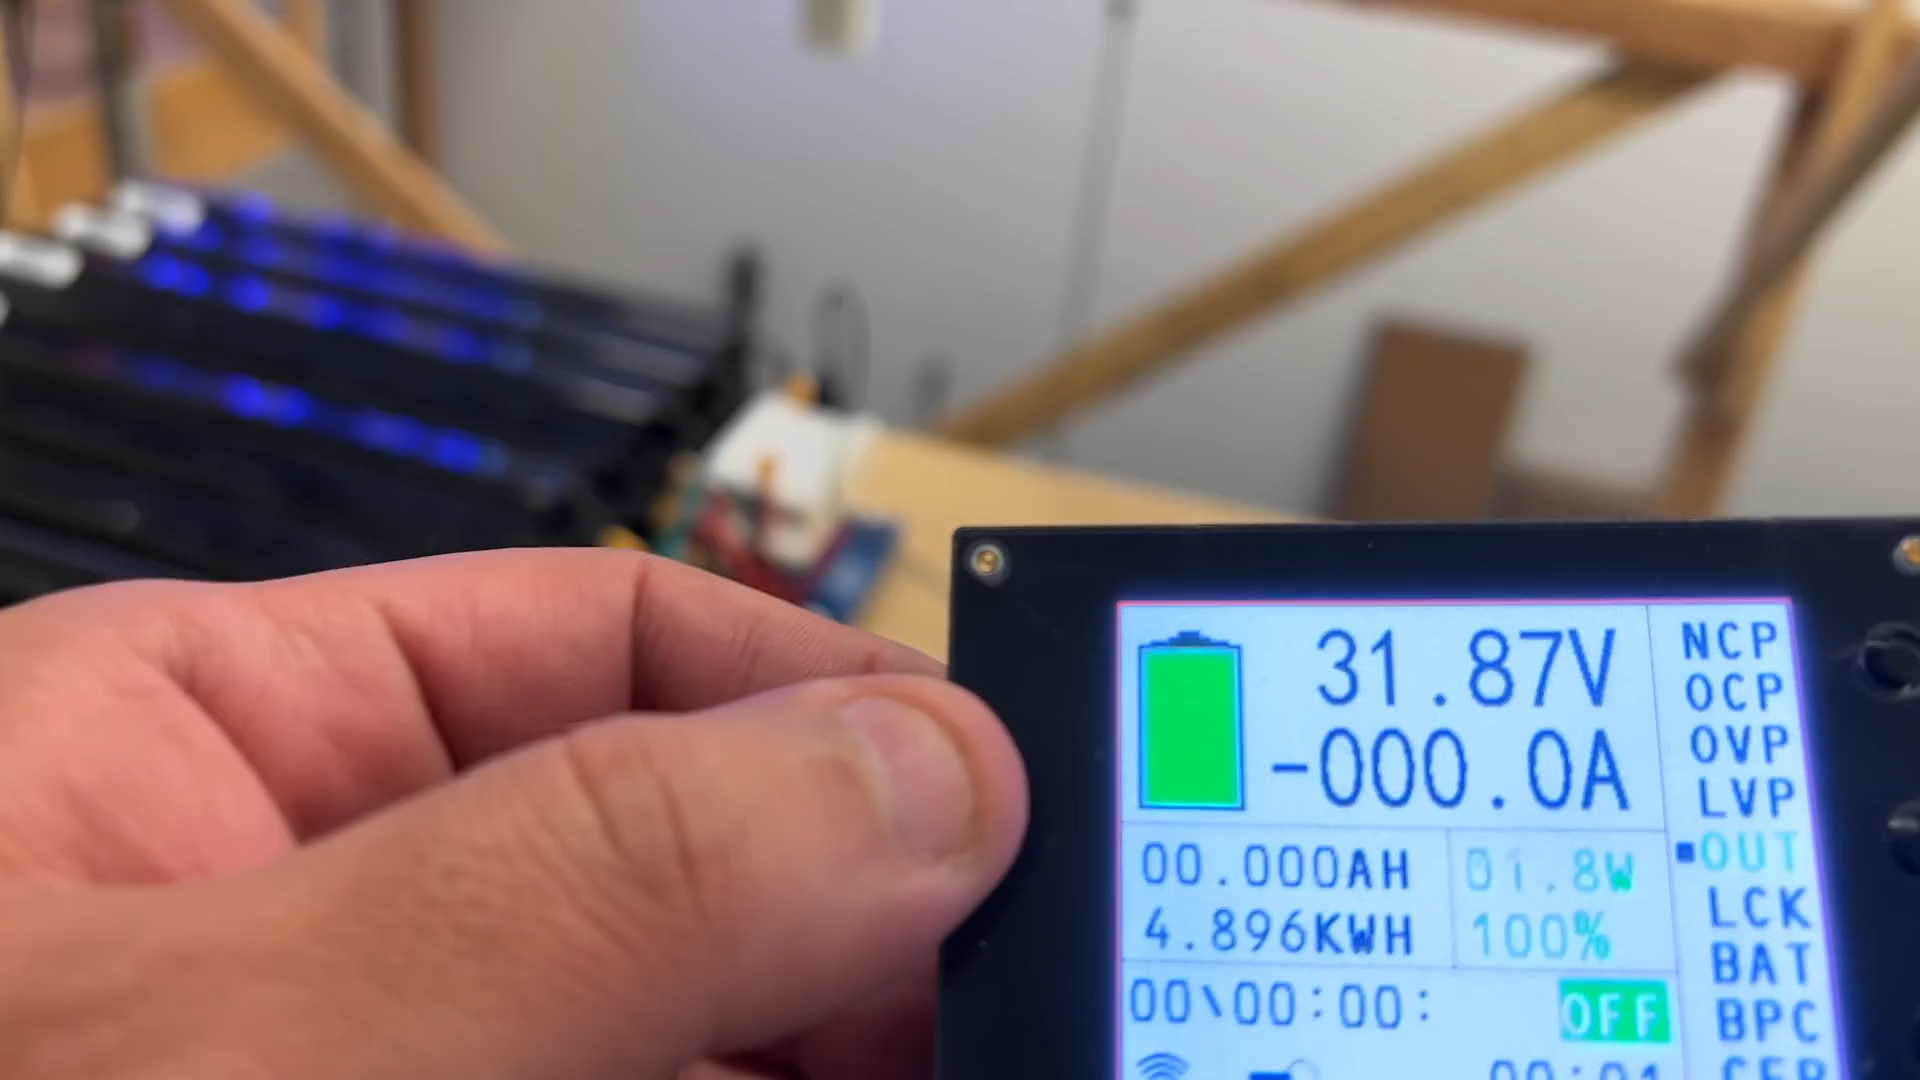 31.87V
-000.0A
00.000AH
01.8W
4.896KWH
100%
00\00:00:
OFF
NCP
OCP
OVP
LVP
OUT
LCK
BAT
BPC